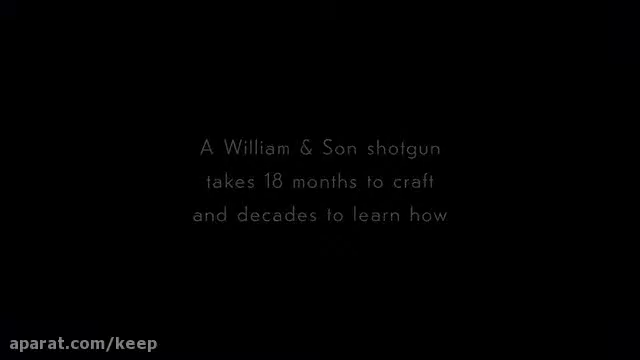 A William & Son shotgun
takes 18 months to craft
and decades to learn how
aparat.com/keep